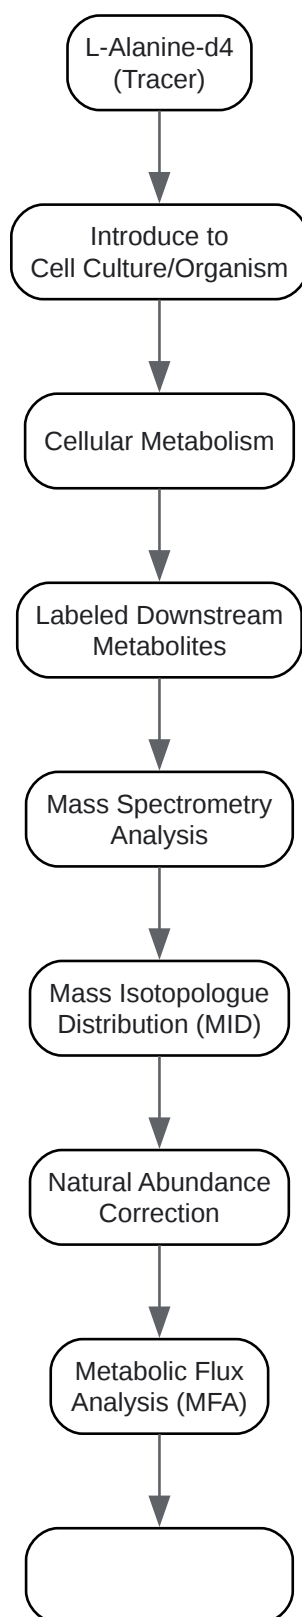 L-Alanine-d4
(Tracer)
Introduce to
Cell Culture/Organism
Cellular Metabolism
Labeled Downstream
Metabolites
Mass Spectrometry
Analysis
Mass Isotopologue
Distribution (MID)
Natural Abundance
Correction
Metabolic Flux
Analysis (MFA)